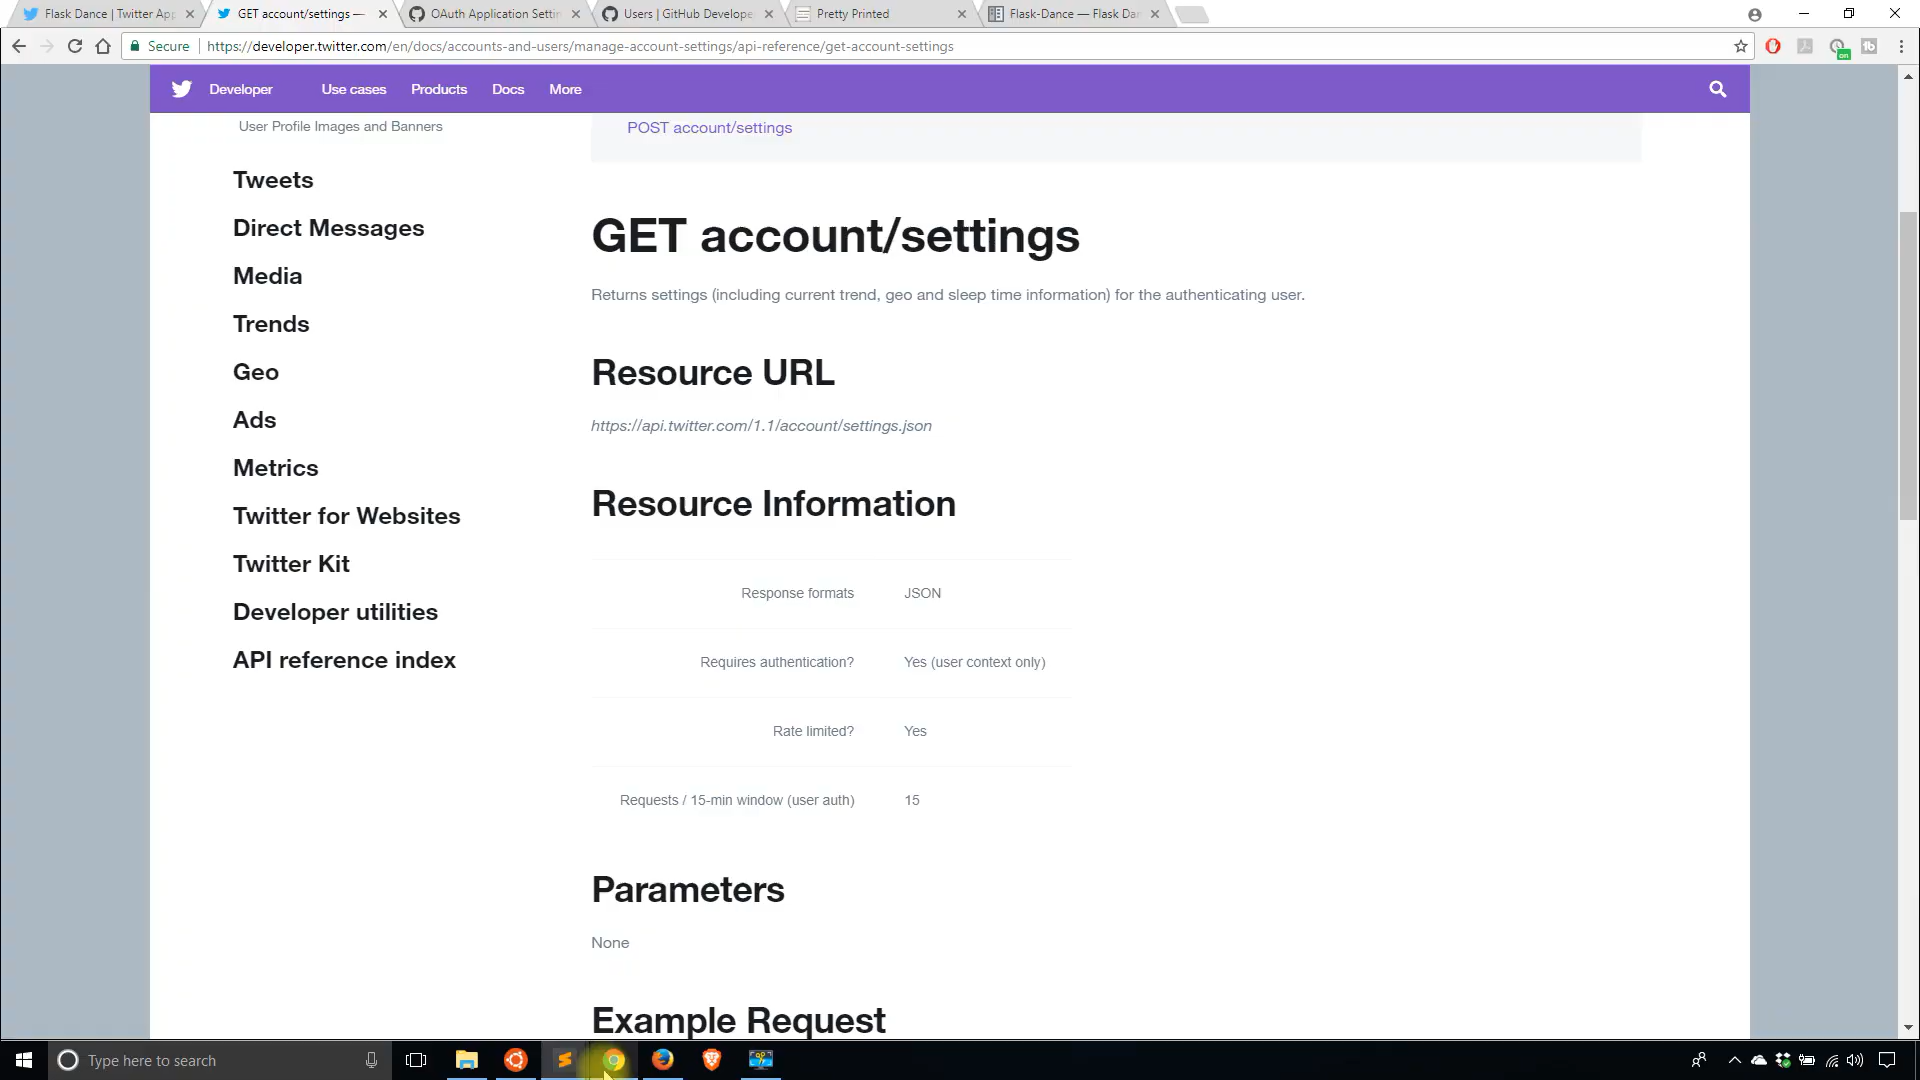 Flask Dance | Twitter App
GET account/settings —
OAuth Application Settin
Users | GitHub Develope
Pretty Printed
Flask-Dance — Flask Dan
Secure
https://developer.twitter.com/en/docs/accounts-and-users/manage-account-settings/api-reference/get-account-settings
on
tb
Developer
Use cases
Products
Docs
More
User Profile Images and Banners
Tweets
Direct Messages
Media
Trends
Geo
Ads
Metrics
Twitter for Websites
Twitter Kit
Developer utilities
API reference index
POST account/settings
GET account/settings
Returns settings (including current trend, geo and sleep time information) for the authenticating user.
Resource URL
https://api.twitter.com/1.1/account/settings.json
Resource Information
Response formats JSON
Requires authentication? Yes (user context only)
Rate limited? Yes
Requests / 15-min window (user auth) 15
Parameters
None
Example Request
Type here to search